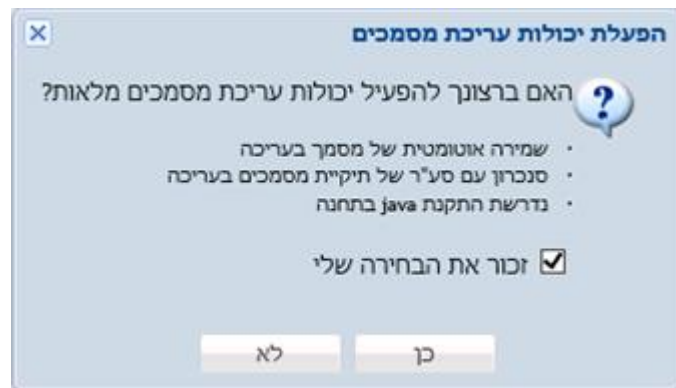 הפעלת יכולות עריכת מסמכים
האם ברצונך להפעיל יכולות עריכת מסמכים מלאות?
· שמירה אוטומטית של מסמך בעריכה
· סנכרון עם סע"ר של תיקיית מסמכים בעריכה
· נדרשת התקנת java בתחנה
זכור את הבחירה שלי
כן
לא